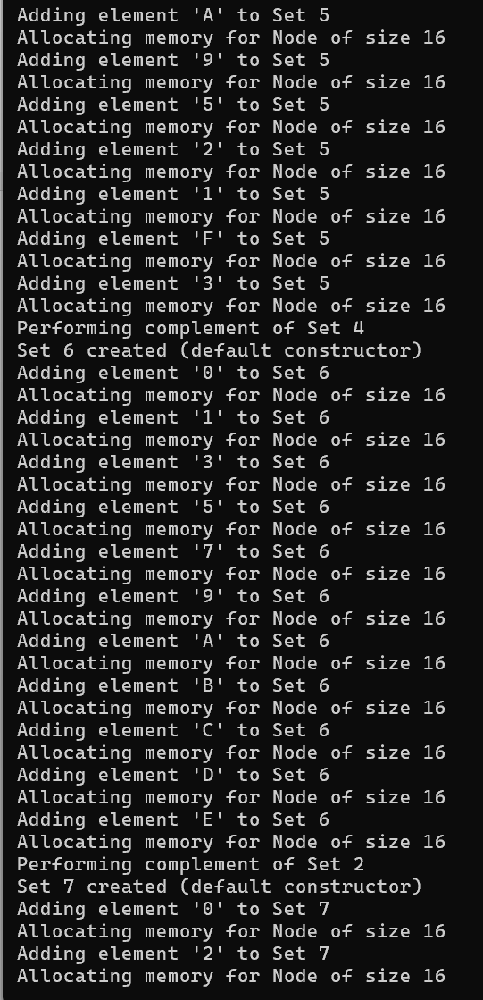 Adding element 'A' to Set 5
Allocating memory for Node of size 16
Adding element '9' to Set 5
Allocating memory for Node of size 16
Adding element '5' to Set 5
Allocating memory for Node of size 16
Adding element '2' to Set 5
Allocating memory for Node of size 16
Adding element '1' to Set 5
Allocating memory for Node of size 16
Adding element 'F' to Set 5
Allocating memory for Node of size 16
Adding element '3' to Set 5
Allocating memory for Node of size 16
Performing complement of Set 4
Set 6 created (default constructor)
Adding element '0' to Set 6
Allocating memory for Node of size 16
Adding element '1' to Set 6
Allocating memory for Node of size 16
Adding element '3' to Set 6
Allocating memory for Node of size 16
Adding element '5' to Set 6
Allocating memory for Node of size 16
Adding element '7' to Set 6
Allocating memory for Node of size 16
Adding element '9' to Set 6
Allocating memory for Node of size 16
Adding element 'A' to Set 6
Allocating memory for Node of size 16
Adding element 'B' to Set 6
Allocating memory for Node of size 16
Adding element 'C' to Set 6
Allocating memory for Node of size 16
Adding element 'D' to Set 6
Allocating memory for Node of size 16
Adding element 'E' to Set 6
Allocating memory for Node of size 16
Performing complement of Set 2
Set 7 created (default constructor)
Adding element '0' to Set 7
Allocating memory for Node of size 16
Adding element '2' to Set 7
Allocating memory for Node of size 16